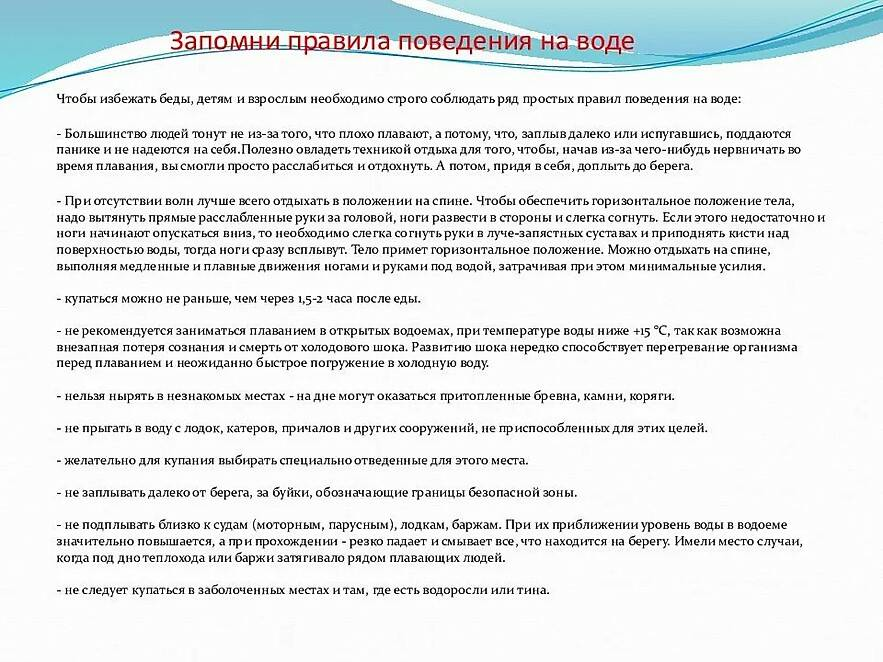 Запомни правила поведения на воде
Чтобы избежать беды, детям и взрослым необходимо строго соблюдать ряд простых правил поведения на воде:
- Большинство людей тонут не из-за того, что плохо плавают, а потому, что, заплыв далеко или испугавшись, поддаются
панике и не надеются на себя.Полезно овладеть техникой отдыха для того, чтобы, начав из-за чего-нибудь нервничать во
время плавания, вы смогли просто расслабиться и отдохнуть. А потом, придя в себя, доплыть до берега.
- При отсутствии волн лучше всего отдыхать в положении на спине. Чтобы обеспечить горизонтальное положение тела,
надо вытянуть прямые расслабленные руки за головой, ноги развести в стороны и слегка согнуть. Если этого недостаточно и
ноги начинают опускаться вниз, то необходимо слегка согнуть руки в луче-запястных суставах и приподнять кисти над
поверхностью воды, тогда ноги сразу всплывут. Тело примет горизонтальное положение. Можно отдыхать на спине,
выполняя медленные и плавные движения ногами и руками под водой, затрачивая при этом минимальные усилия.
- купаться можно не раньше, чем через 1,5-2 часа после еды.
- не рекомендуется заниматься плаванием в открытых водоемах, при температуре воды ниже +15 °С, так как возможна
внезапная потеря сознания и смерть от холодового шока. Развитию шока нередко способствует перегревание организма
перед плаванием и неожиданно быстрое погружение в холодную воду.
- нельзя нырять в незнакомых местах - на дне могут оказаться притопленные бревна, камни, коряги.
- не прыгать в воду с лодок, катеров, причалов и других сооружений, не приспособленных для этих целей.
- желательно для купания выбирать специально отведенные для этого места.
- не заплывать далеко от берега, за буйки, обозначающие границы безопасной зоны.
- не подплывать близко к судам (моторным, парусным), лодкам, баржам. При их приближении уровень воды в водоеме
значительно повышается, а при прохождении - резко падает и смывает все, что находится на берегу. Имели место случаи,
когда под дно теплохода или баржи затягивало рядом плавающих людей.
- не следует купаться в заболоченных местах и там, где есть водоросли или тина.